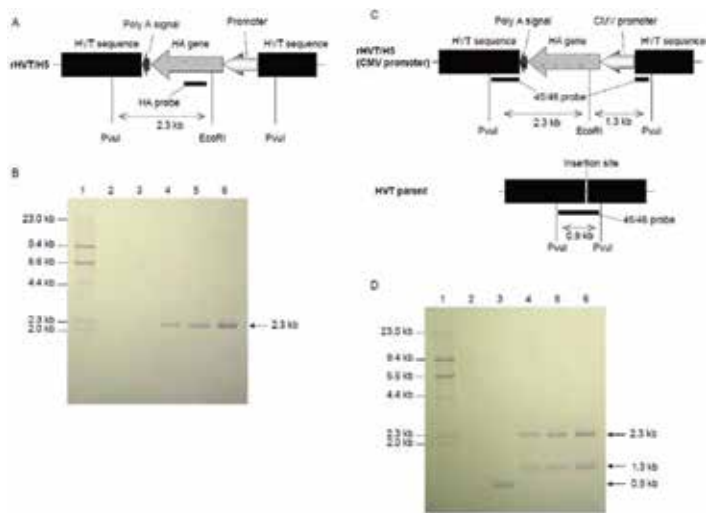 A
Poly A signal
Promoter
HVT sequence
HA gene
HVT sequence
rHVT/H5
HA probe
2.3 kb
PvuI
EcoRI
PvuI
B
1 2 3 4 5 6
23.0 kb
9.4 kb
6.6 kb
4.4 kb
2.3 kb
2.0 kb
2.3 kb
C
Poly A signal
CMV promoter
HVT sequence
HA gene
HVT sequence
rHVT/H5
(CMV promoter)
45/46 probe
2.3 kb
1.3 kb
PvuI
EcoRI
PvuI
Insertion site
HVT parent
45/46 probe
0.9 kb
PvuI
PvuI
D
1 2 3 4 5 6
23.0 kb
9.4 kb
6.6 kb
4.4 kb
2.3 kb
2.0 kb
2.3 kb
1.3 kb
0.9 kb